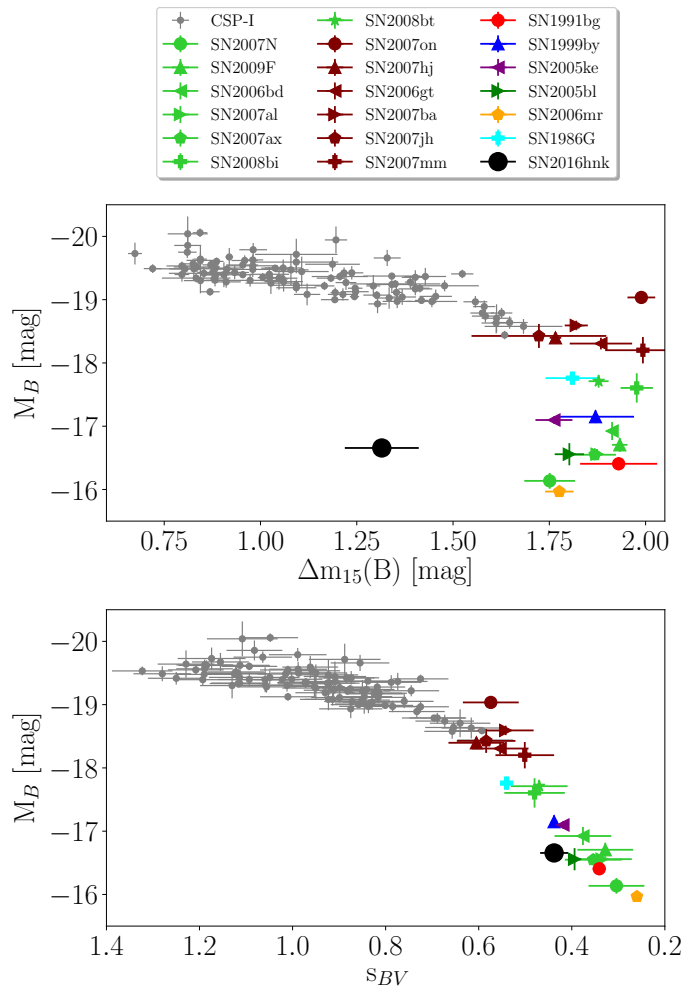 CSP-I SN2008bt SN1991bg
SN2007N SN2007on SN1999by
SN2009F SN2007hj SN2005ke
SN2006bd SN2006gt SN2005bl
SN2007al SN2007ba SN2006mr
SN2007ax SN2007jh SN1986G
SN2008bi SN2007mm SN2016hnk
−20
−19
−18
−17
−16
M_B [mag]
0.75 1.00 1.25 1.50 1.75 2.00
Δm₁₅(B) [mag]
−20
−19
−18
−17
−16
M_B [mag]
1.4 1.2 1.0 0.8 0.6 0.4 0.2
s_BV